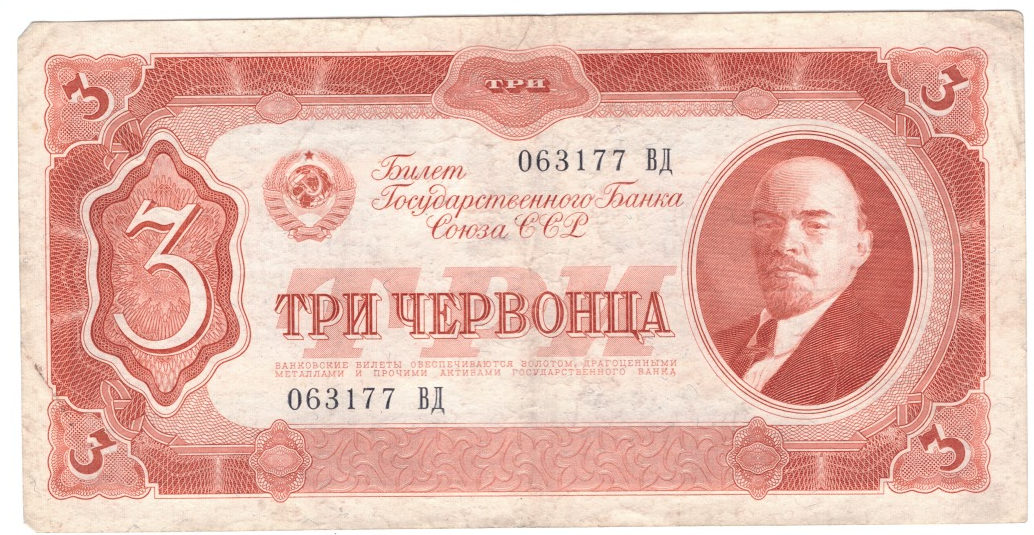 3
ТРИ
3
063177 ВД
Билет
Государственного Банка
Союза ССР
3
ТРИ
ТРИ ЧЕРВОНЦА
БАНКОВСКИЕ БИЛЕТЫ ОБЕСПЕЧИВАЮТСЯ ЗОЛОТОМ, ДРАГОЦЕННЫМИ
МЕТАЛЛАМИ И ПРОЧИМИ АКТИВАМИ ГОСУДАРСТВЕННОГО БАНКА
063177 ВД
3
3